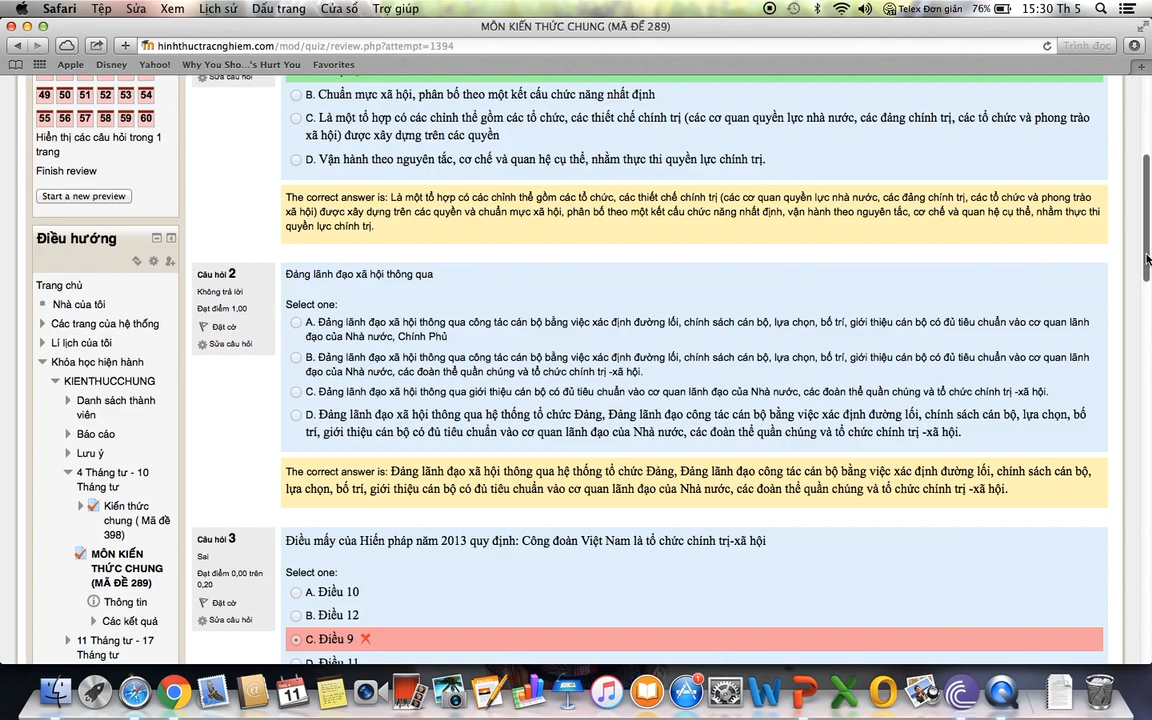 Safari Tệp Sửa Xem Lịch sử Dấu trang Cửa sổ Trợ giúp Telex Đơn giản 76% 15:30 Th 5
MÔN KIẾN THỨC CHUNG (MÃ ĐỀ 289)
hinhthuctracnghiem.com/mod/quiz/review.php?attempt=1394 Trình đọc
Apple Disney Yahoo! Why You Sho...'s Hurt You Favorites
49 50 51 52 53 54
55 56 57 58 59 60
Hiển thị các câu hỏi trong 1
trang
Finish review
Start a new preview
Điều hướng
Trang chủ
Nhà của tôi
Các trang của hệ thống
Lí lịch của tôi
Khóa học hiện hành
KIENTHUCCHUNG
Danh sách thành
viên
Báo cáo
Lưu ý
4 Tháng tư - 10
Tháng tư
Kiến thức
chung ( Mã đề
398)
MÔN KIẾN
THỨC CHUNG
(MÃ ĐỀ 289)
Thông tin
Các kết quả
11 Tháng tư - 17
Tháng tư
Sửa câu hỏi
B. Chuẩn mực xã hội, phân bố theo một kết cấu chức năng nhất định
C. Là một tổ hợp có các chỉnh thể gồm các tổ chức, các thiết chế chính trị (các cơ quan quyền lực nhà nước, các đảng chính trị, các tổ chức và phong trào
xã hội) được xây dựng trên các quyền
D. Vận hành theo nguyên tắc, cơ chế và quan hệ cụ thể, nhằm thực thi quyền lực chính trị.
The correct answer is: Là một tổ hợp có các chỉnh thể gồm các tổ chức, các thiết chế chính trị (các cơ quan quyền lực nhà nước, các đảng chính trị, các tổ chức và phong trào
xã hội) được xây dựng trên các quyền và chuẩn mực xã hội, phân bố theo một kết cấu chức năng nhất định, vận hành theo nguyên tắc, cơ chế và quan hệ cụ thể, nhằm thực thi
quyền lực chính trị.
Câu hỏi 2
Không trả lời
Đạt điểm 1,00
Đặt cờ
Sửa câu hỏi
Đảng lãnh đạo xã hội thông qua
Select one:
A. Đảng lãnh đạo xã hội thông qua công tác cán bộ bằng việc xác định đường lối, chính sách cán bộ, lựa chọn, bố trí, giới thiệu cán bộ có đủ tiêu chuẩn vào cơ quan lãnh
đạo của Nhà nước, Chính Phủ
B. Đảng lãnh đạo xã hội thông qua công tác cán bộ bằng việc xác định đường lối, chính sách cán bộ, lựa chọn, bố trí, giới thiệu cán bộ có đủ tiêu chuẩn vào cơ quan lãnh
đạo của Nhà nước, các đoàn thể quần chúng và tổ chức chính trị -xã hội.
C. Đảng lãnh đạo xã hội thông qua giới thiệu cán bộ có đủ tiêu chuẩn vào cơ quan lãnh đạo của Nhà nước, các đoàn thể quần chúng và tổ chức chính trị -xã hội.
D. Đảng lãnh đạo xã hội thông qua hệ thống tổ chức Đảng, Đảng lãnh đạo công tác cán bộ bằng việc xác định đường lối, chính sách cán bộ, lựa chọn, bố
trí, giới thiệu cán bộ có đủ tiêu chuẩn vào cơ quan lãnh đạo của Nhà nước, các đoàn thể quần chúng và tổ chức chính trị -xã hội.
The correct answer is: Đảng lãnh đạo xã hội thông qua hệ thống tổ chức Đảng, Đảng lãnh đạo công tác cán bộ bằng việc xác định đường lối, chính sách cán bộ,
lựa chọn, bố trí, giới thiệu cán bộ có đủ tiêu chuẩn vào cơ quan lãnh đạo của Nhà nước, các đoàn thể quần chúng và tổ chức chính trị -xã hội.
Câu hỏi 3
Sai
Đạt điểm 0,00 trên
0,20
Đặt cờ
Sửa câu hỏi
Điều mấy của Hiến pháp năm 2013 quy định: Công đoàn Việt Nam là tổ chức chính trị-xã hội
Select one:
A. Điều 10
B. Điều 12
C. Điều 9
D. Điều 11